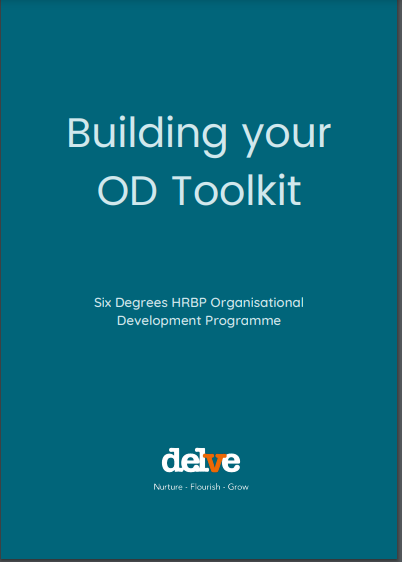 Building your
OD Toolkit
Six Degrees HRBP Organisational
Development Programme
delve
Nurture - Flourish - Grow